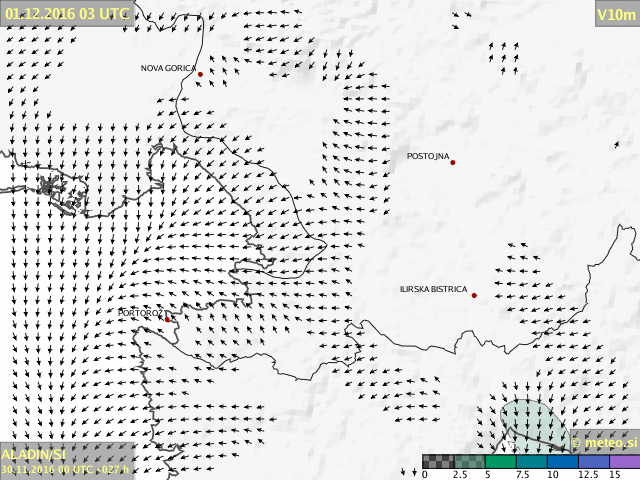 01.12.2016 03 UTC
V10m
NOVA GORICA
POSTOJNA
ILIRSKA BISTRICA
PORTOROZ
ALADIN/SI
30.11.2016 00 UTC +027 h
© meteo.si
0 2.5 5 7.5 10 12.5 15